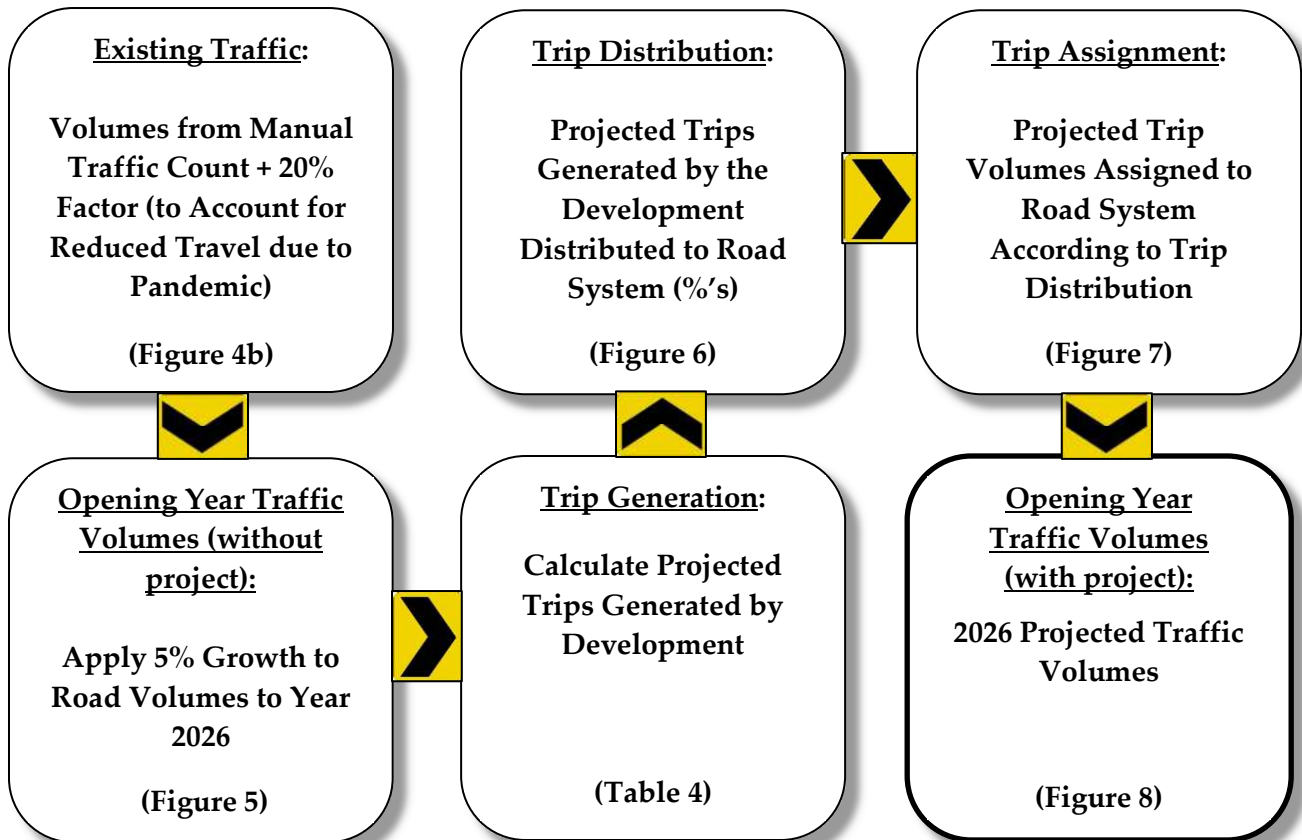 Existing Traffic:
Volumes from Manual
Traffic Count + 20%
Factor (to Account for
Reduced Travel due to
Pandemic)
(Figure 4b)
Opening Year Traffic
Volumes (without
project):
Apply 5% Growth to
Road Volumes to Year
2026
(Figure 5)
Trip Generation:
Calculate Projected
Trips Generated by
Development
(Table 4)
Trip Distribution:
Projected Trips
Generated by the
Development
Distributed to Road
System (%’s)
(Figure 6)
Trip Assignment:
Projected Trip
Volumes Assigned to
Road System
According to Trip
Distribution
(Figure 7)
Opening Year
Traffic Volumes
(with project):
2026 Projected Traffic
Volumes
(Figure 8)